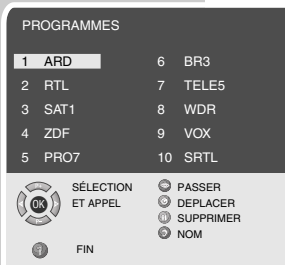 PROGRAMMES
1 ARD
2 RTL
3 SAT1
4 ZDF
5 PRO7
6 BR3
7 TELE5
8 WDR
9 VOX
10 SRTL
OK
SÉLECTION
ET APPEL
FIN
PASSER
DEPLACER
SUPPRIMER
NOM